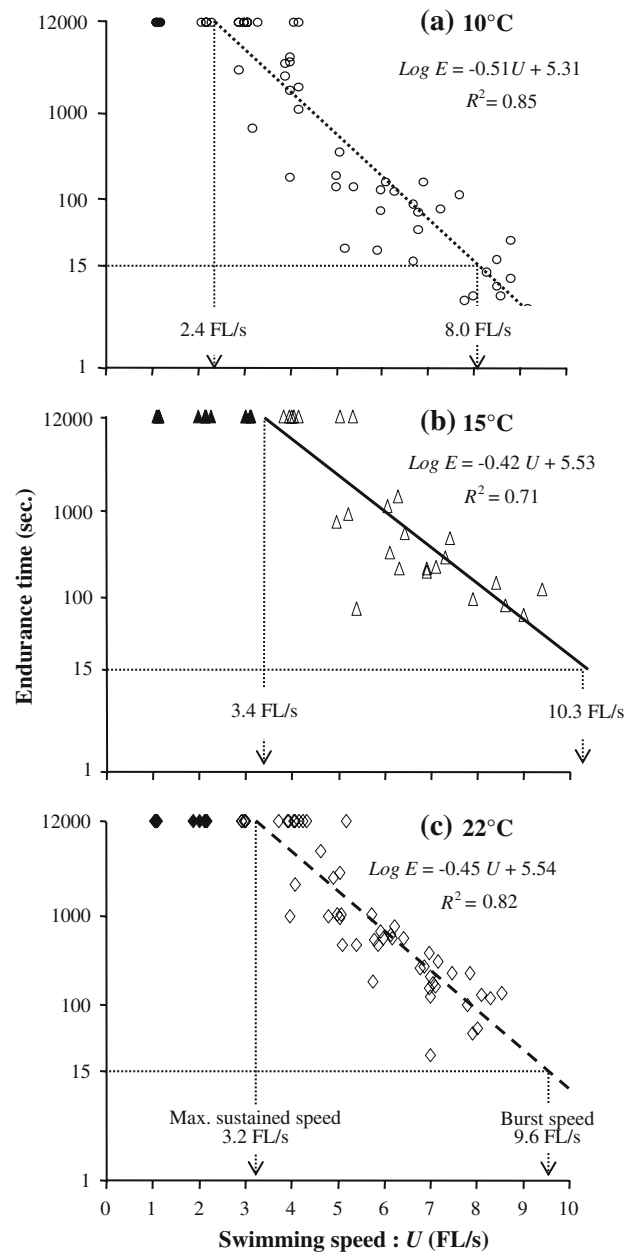 (a) 10°C
Log E = -0.51U + 5.31
R² = 0.85
12000
1000
100
15
1
2.4 FL/s
8.0 FL/s
(b) 15°C
Log E = -0.42 U + 5.53
R² = 0.71
12000
1000
100
15
1
3.4 FL/s
10.3 FL/s
Endurance time (sec.)
(c) 22°C
Log E = -0.45 U + 5.54
R² = 0.82
12000
1000
100
15
1
Max. sustained speed
3.2 FL/s
Burst speed
9.6 FL/s
0 1 2 3 4 5 6 7 8 9 10
Swimming speed : U (FL/s)